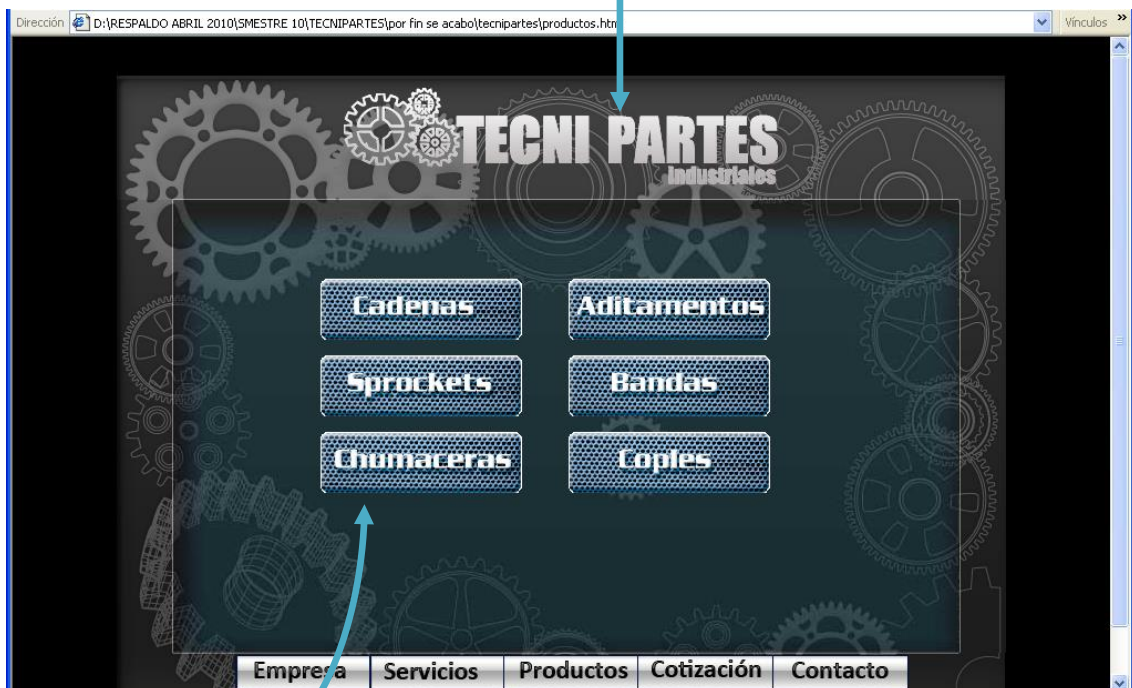 Dirección D:\RESPALDO ABRIL 2010\SMESTRE 10\TECNIPARTES\por fin se acabo\tecnipartes\productos.htm Vínculos »
TECNI PARTES
Industriales
Cadenas Aditamentos
Sprockets Bandas
Chumaceras Coples
Empresa Servicios Productos Cotización Contacto